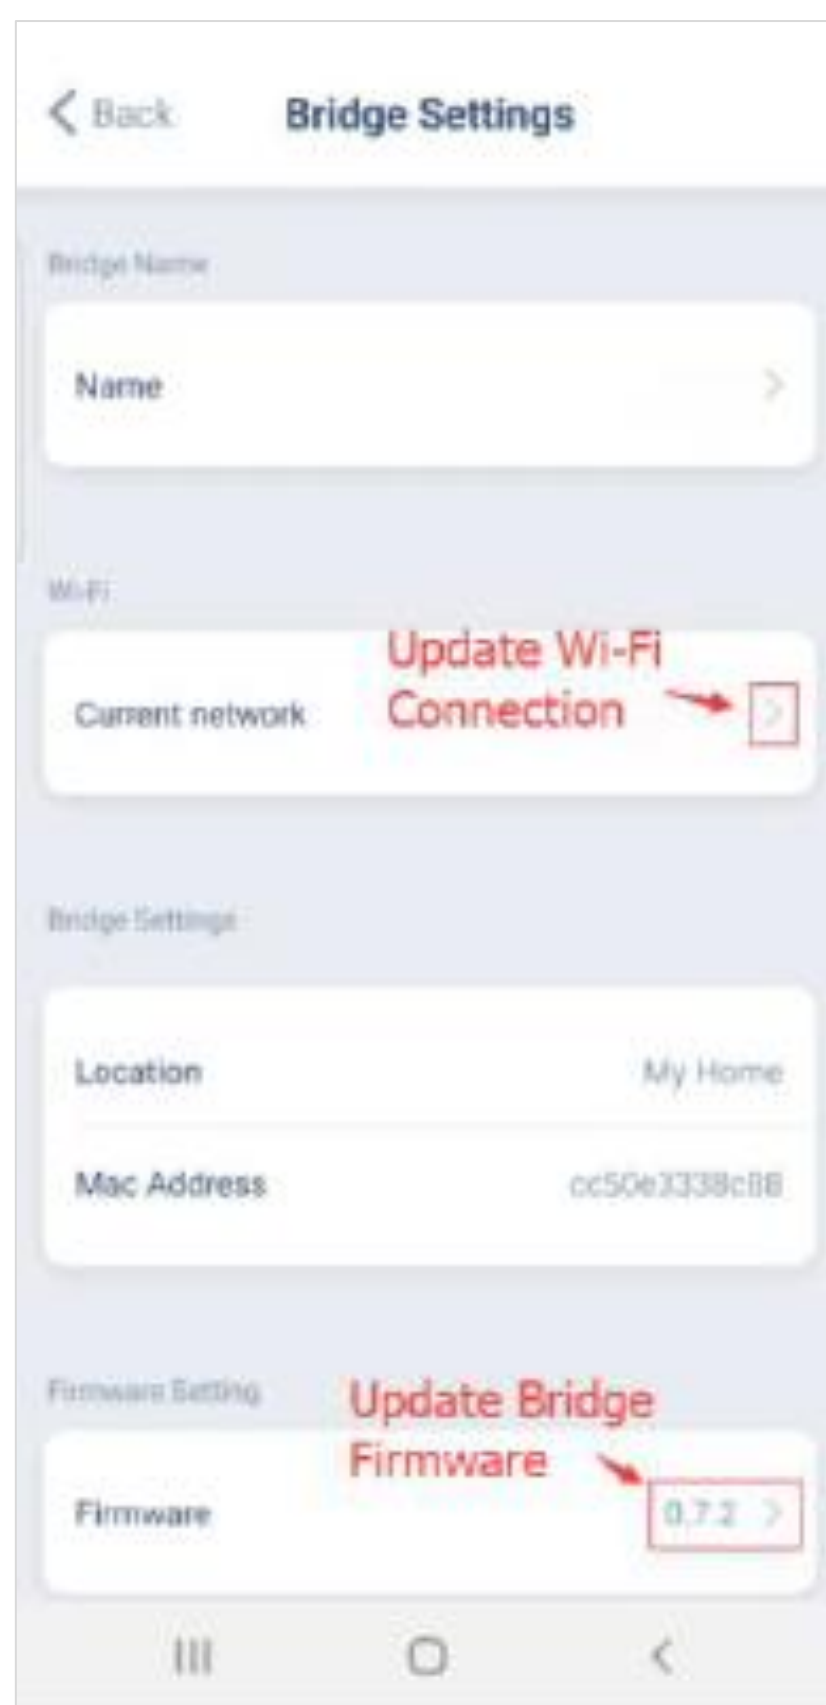 Back
Bridge Settings
Bridge Name
Name
Wi-Fi
Update Wi-Fi
Connection
Current network
Bridge Settings
Location
My Home
Mac Address
Firmware Setting
Update Bridge
Firmware
Firmware
0.7.2